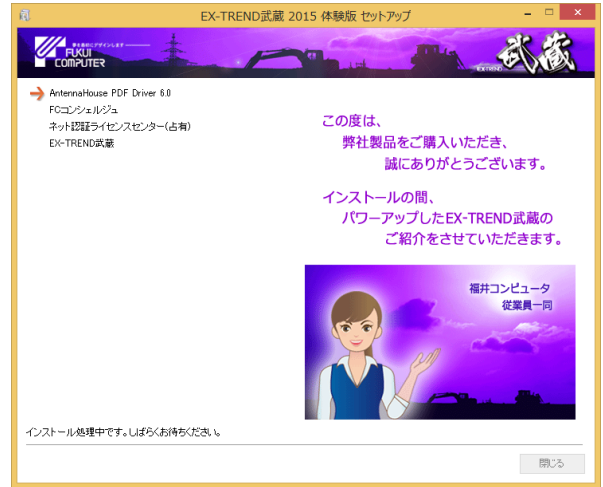 EX-TREND武蔵 2015 体験版 セットアップ
FUKUI
COMPUTER
EX-TREND 武蔵
AntennaHouse PDF Driver 6.0
FCコンシェルジュ
ネット認証ライセンスセンター(占有)
EX-TREND武蔵
この度は、
弊社製品をご購入いただき、
誠にありがとうございます。
インストールの間、
パワーアップしたEX-TREND武蔵の
ご紹介をさせていただきます。
福井コンピュータ
従業員一同
インストール処理中です。しばらくお待ちください。
閉じる